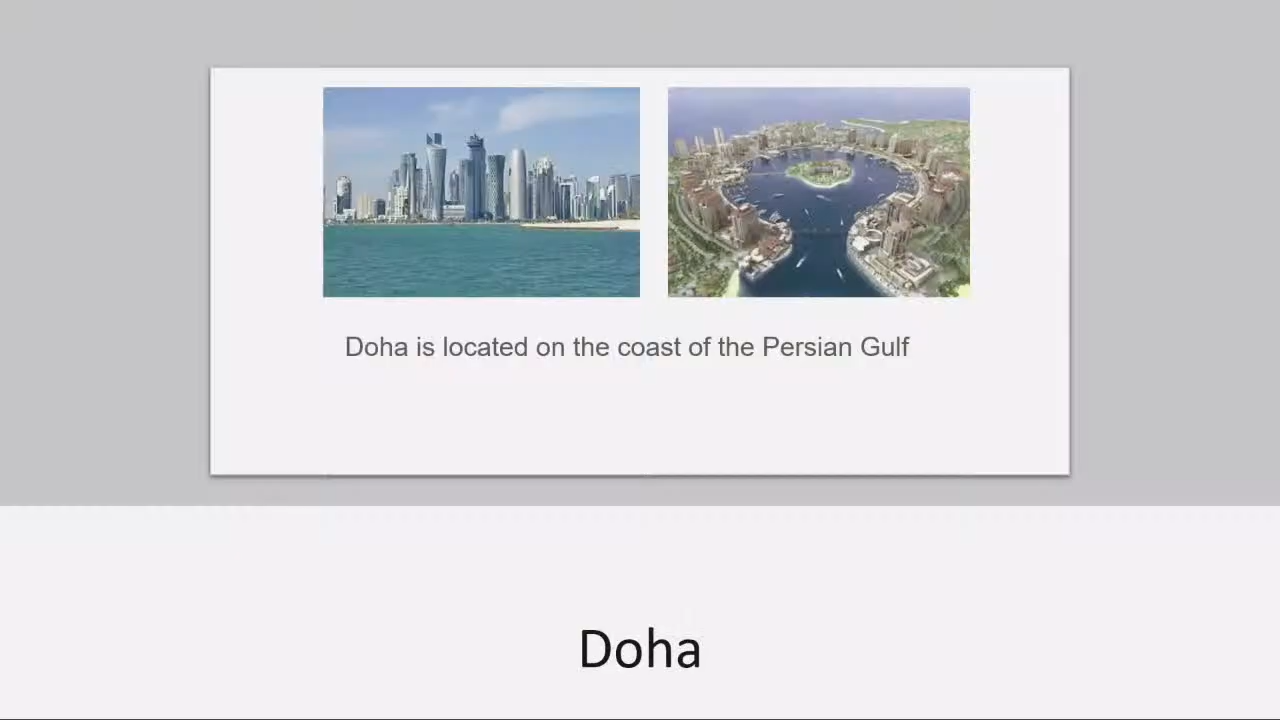 Doha is located on the coast of the Persian Gulf
Doha